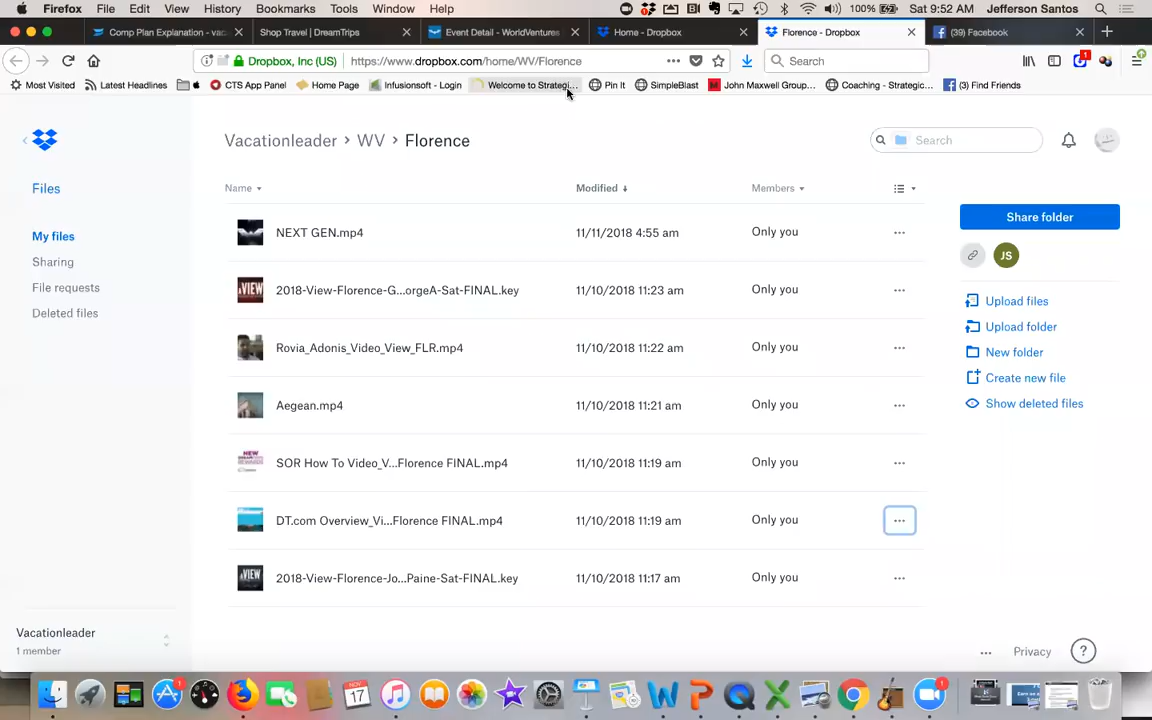 Firefox File Edit View History Bookmarks Tools Window Help 100% Sat 9:52 AM Jefferson Santos
Comp Plan Explanation - vac Shop Travel | DreamTrips Event Detail - WorldVentures Home - Dropbox Florence - Dropbox (39) Facebook
Dropbox, Inc (US) https://www.dropbox.com/home/WV/Florence Search
Most Visited Latest Headlines CTS App Panel Home Page Infusionsoft - Login Welcome to Strategi... Pin It SimpleBlast John Maxwell Group... Coaching - Strategic... (3) Find Friends
Vacationleader › WV › Florence Search
Files
My files
Sharing
File requests
Deleted files
Name Modified ↓ Members
NEXT GEN.mp4 11/11/2018 4:55 am Only you
2018-View-Florence-G...orgeA-Sat-FINAL.key 11/10/2018 11:23 am Only you
Rovia_Adonis_Video_View_FLR.mp4 11/10/2018 11:22 am Only you
Aegean.mp4 11/10/2018 11:21 am Only you
SOR How To Video_V...Florence FINAL.mp4 11/10/2018 11:19 am Only you
DT.com Overview_Vi...Florence FINAL.mp4 11/10/2018 11:19 am Only you
2018-View-Florence-Jo...Paine-Sat-FINAL.key 11/10/2018 11:17 am Only you
Share folder
JS
Upload files
Upload folder
New folder
Create new file
Show deleted files
Vacationleader
1 member
Privacy ?